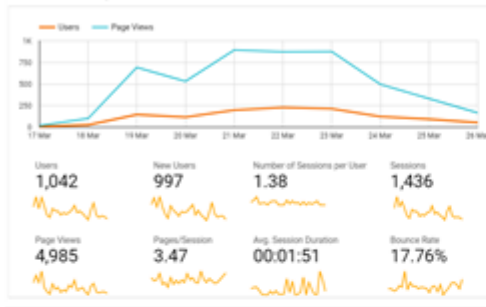 Users Page Views
1K
750
500
250
0
17 Mar 18 Mar 19 Mar 20 Mar 21 Mar 22 Mar 23 Mar 24 Mar 25 Mar 26 Mar
Users New Users Number of Sessions per User Sessions
1,042 997 1.38 1,436
Page Views Pages/Session Avg. Session Duration Bounce Rate
4,985 3.47 00:01:51 17.76%